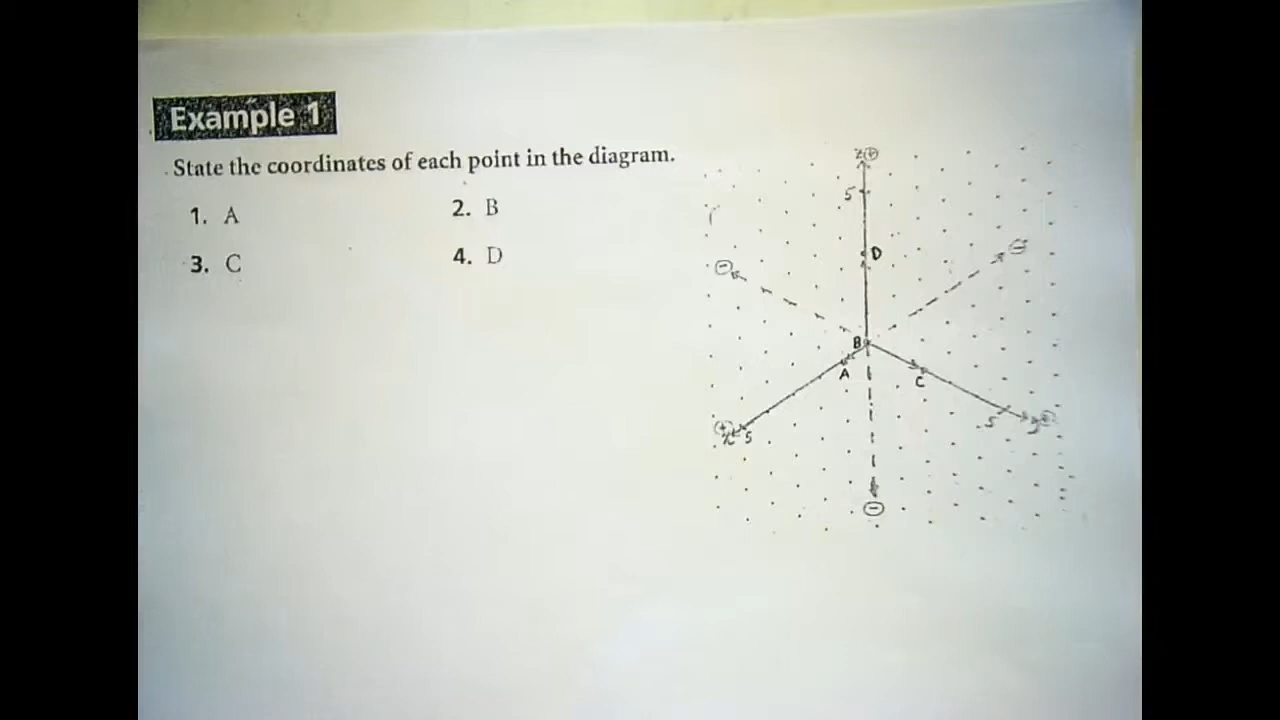 Example 1
State the coordinates of each point in the diagram.
1. A
2. B
3. C
4. D
z +
5
D
−
−
B
A
C
+
x 5
5
y +
−